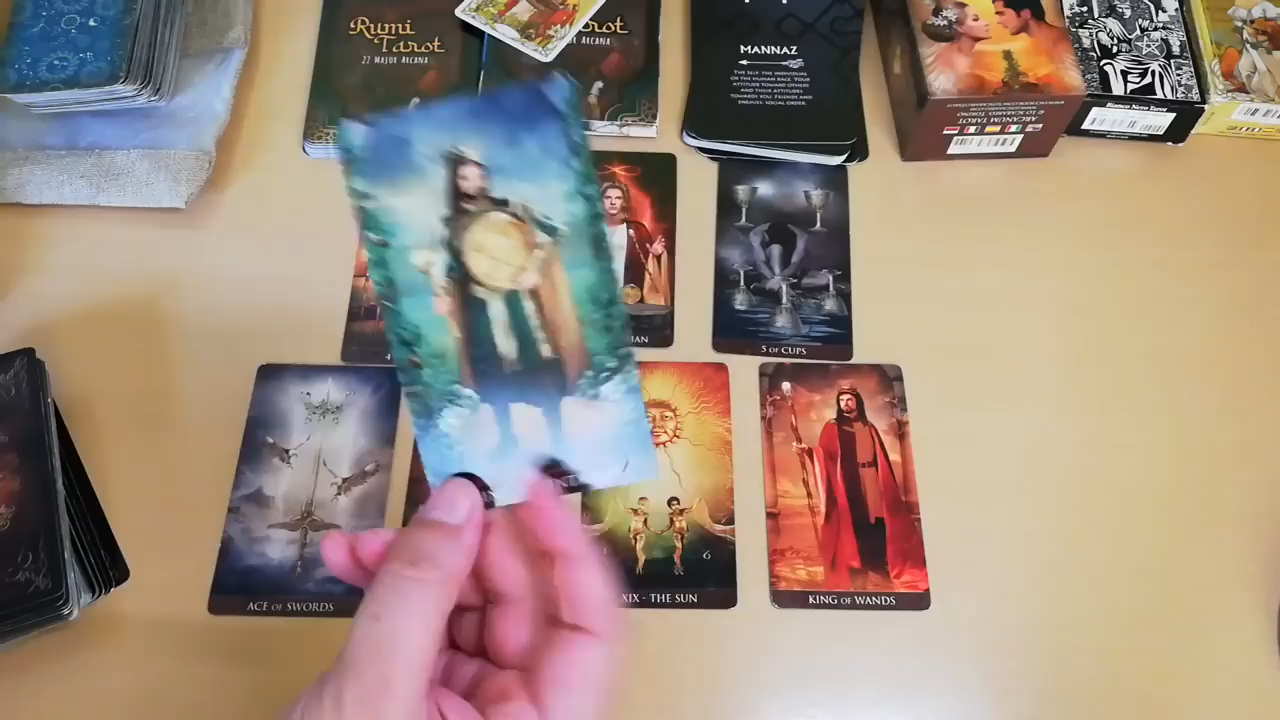 Rumi
Tarot
22 MAJOR ARCANA
MANNAZ
THE SELF. THE INDIVIDUAL
OR THE HUMAN RACE. YOUR
ATTITUDE TOWARD OTHERS
AND THEIR ATTITUDES
TOWARDS YOU. FRIENDS AND
ENEMIES. SOCIAL ORDER.
ARCANUM TAROT
Bianco Nero Tarot
5 OF CUPS
ACE OF SWORDS
XIX - THE SUN
6
KING OF WANDS